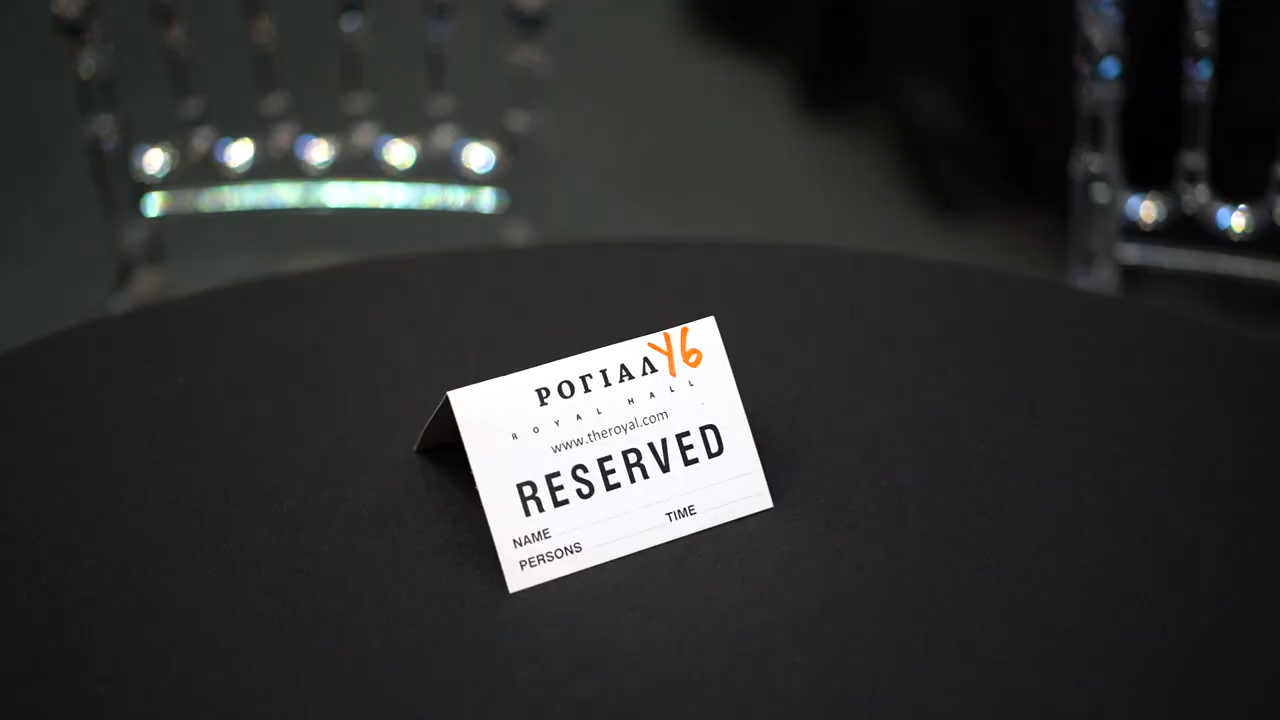 ΡΟΓΙΑΛ Y6
ROYAL HALL
www.theroyal.com
RESERVED
NAME TIME
PERSONS